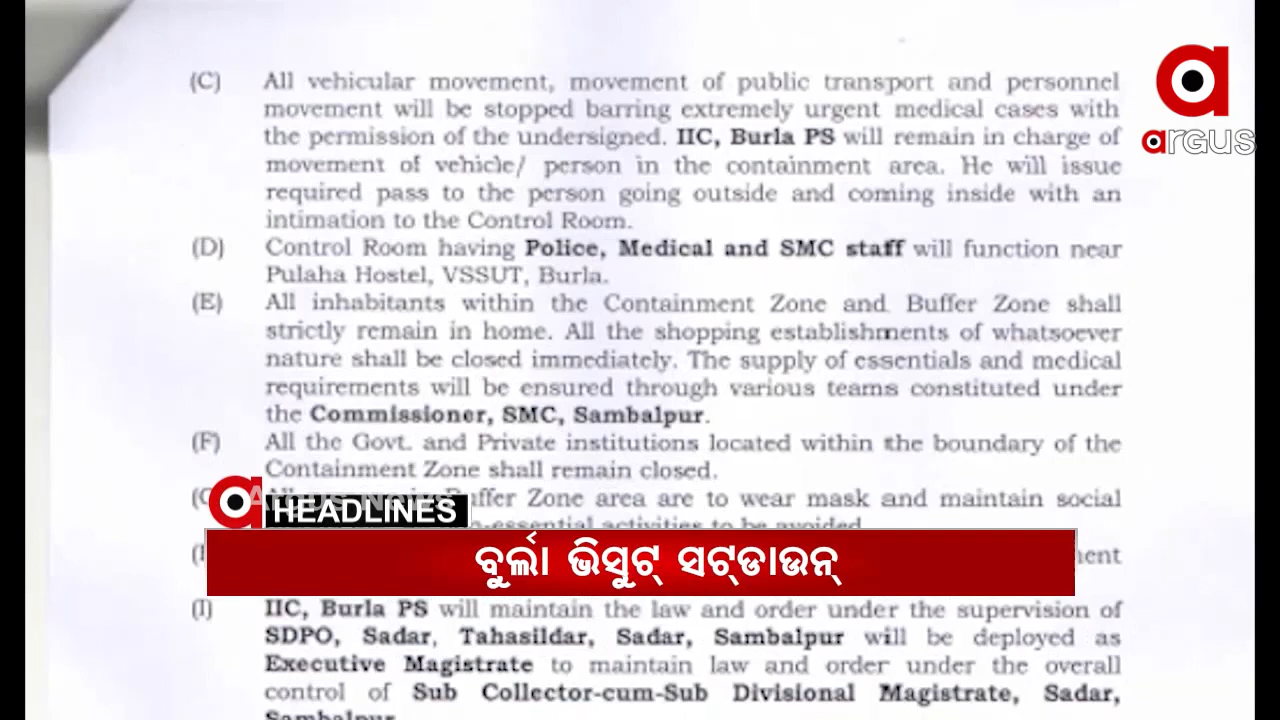 (C) All vehicular movement, movement of public transport and personnel
movement will be stopped barring extremely urgent medical cases with
the permission of the undersigned. IIC, Burla PS will remain in charge of
movement of vehicle/ person in the containment area. He will issue
required pass to the person going outside and coming inside with an
intimation to the Control Room.
(D) Control Room having Police, Medical and SMC staff will function near
Pulaha Hostel, VSSUT, Burla.
(E) All inhabitants within the Containment Zone and Buffer Zone shall
strictly remain in home. All the shopping establishments of whatsoever
nature shall be closed immediately. The supply of essentials and medical
requirements will be ensured through various teams constituted under
the Commissioner, SMC, Sambalpur.
(F) All the Govt. and Private institutions located within the boundary of the
Containment Zone shall remain closed.
Buffer Zone area are to wear mask and maintain social
activities to be avoided
(I) IIC, Burla PS will maintain the law and order under the supervision of
SDPO, Sadar, Tahasildar, Sadar, Sambalpur will be deployed as
Executive Magistrate to maintain law and order under the overall
control of Sub Collector-cum-Sub Divisional Magistrate, Sadar,
Sambalpur
argus
HEADLINES
ବୁର୍ଲା ଭିସୁଟ୍ ସଟ୍‌ଡାଉନ୍